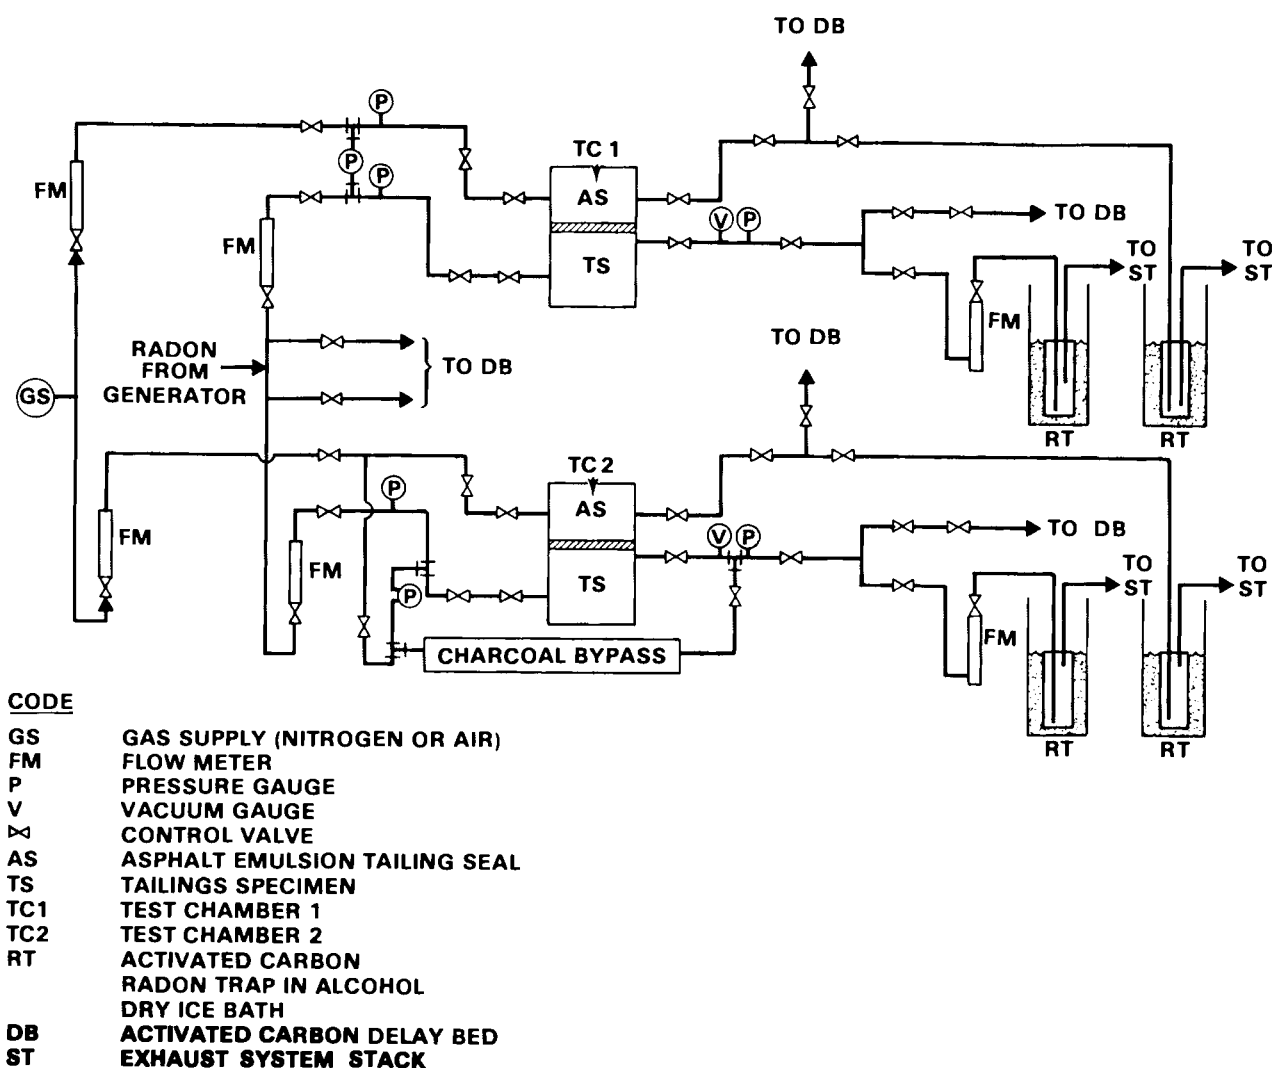 TO DB
P
TC 1
FM
P
P
AS
FM
V
P
TO DB
TO
ST
TO
ST
TS
FM
RADON
FROM
GENERATOR
TO DB
TO DB
GS
RT
RT
TC 2
P
AS
FM
FM
V
P
TO DB
TO
ST
TO
ST
P
TS
FM
CHARCOAL BYPASS
RT
RT
CODE
GS GAS SUPPLY (NITROGEN OR AIR)
FM FLOW METER
P PRESSURE GAUGE
V VACUUM GAUGE
CONTROL VALVE
AS ASPHALT EMULSION TAILING SEAL
TS TAILINGS SPECIMEN
TC1 TEST CHAMBER 1
TC2 TEST CHAMBER 2
RT ACTIVATED CARBON
RADON TRAP IN ALCOHOL
DRY ICE BATH
DB ACTIVATED CARBON DELAY BED
ST EXHAUST SYSTEM STACK